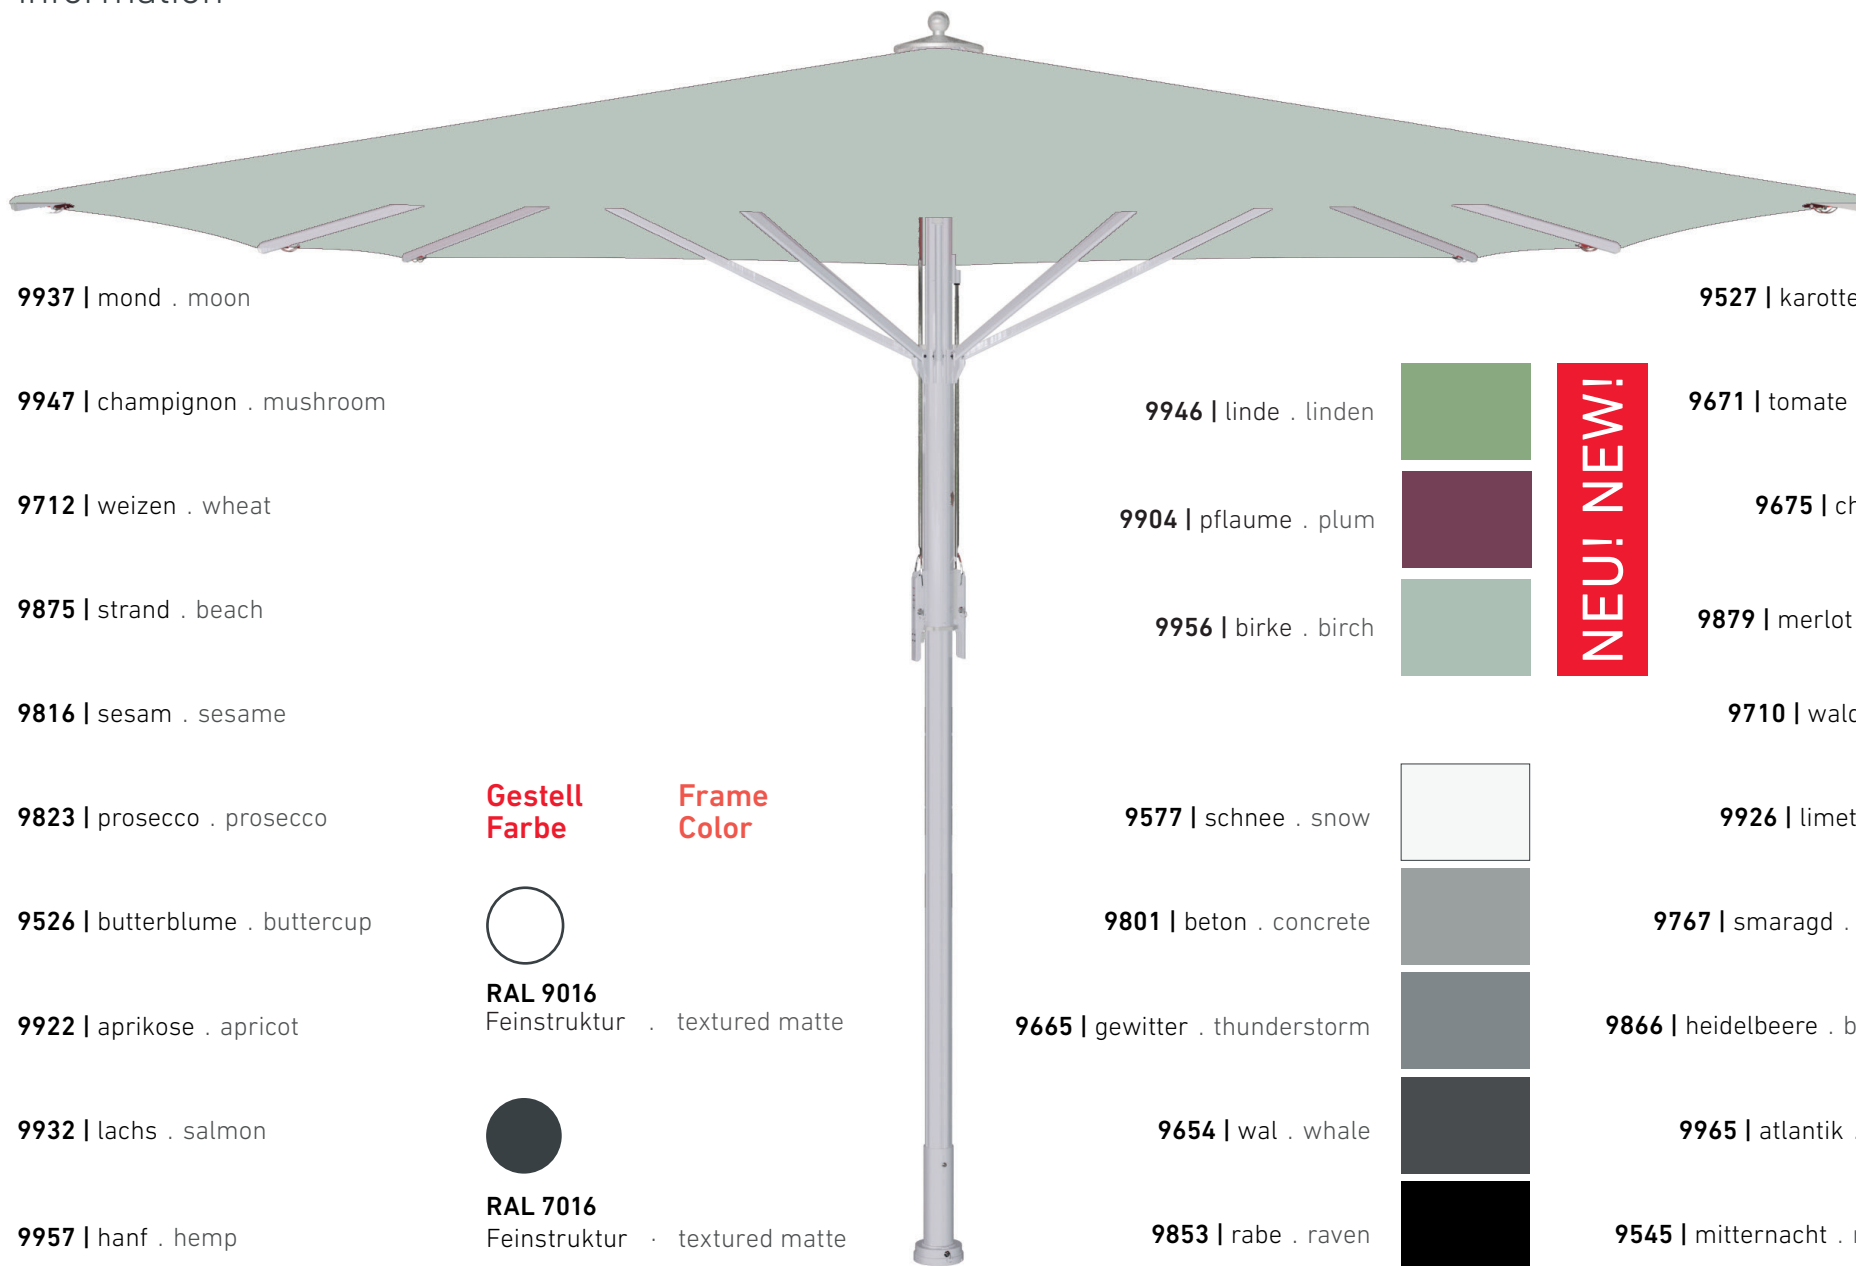 9937 | mond . moon
9947 | champignon . mushroom
9712 | weizen . wheat
9875 | strand . beach
9816 | sesam . sesame
9823 | prosecco . prosecco
9526 | butterblume . buttercup
9922 | aprikose . apricot
9932 | lachs . salmon
9957 | hanf . hemp
Gestell Farbe
Frame Color
RAL 9016
Feinstruktur . textured matte
RAL 7016
Feinstruktur · textured matte
9946 | linde . linden
9904 | pflaume . plum
9956 | birke . birch
NEU! NEW!
9577 | schnee . snow
9801 | beton . concrete
9665 | gewitter . thunderstorm
9654 | wal . whale
9853 | rabe . raven
9527 | karotte
9671 | tomate
9675 |
9879 | merlot
9710 |
9926 |
9767 | smaragd .
9866 | heidelbeere .
9965 | atlantik .
9545 | mitternacht .